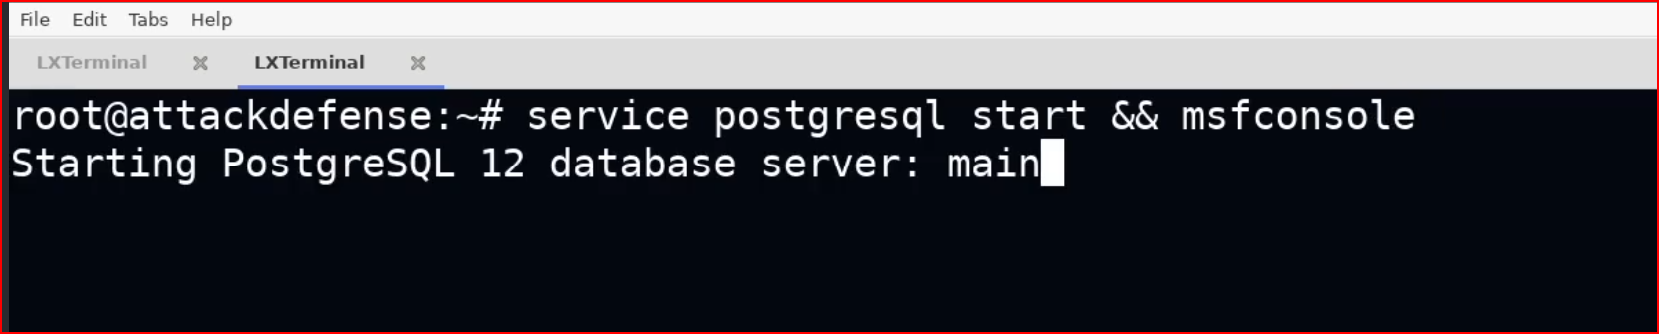 File Edit Tabs Help
LXTerminal LXTerminal
root@attackdefense:~# service postgresql start && msfconsole
Starting PostgreSQL 12 database server: main